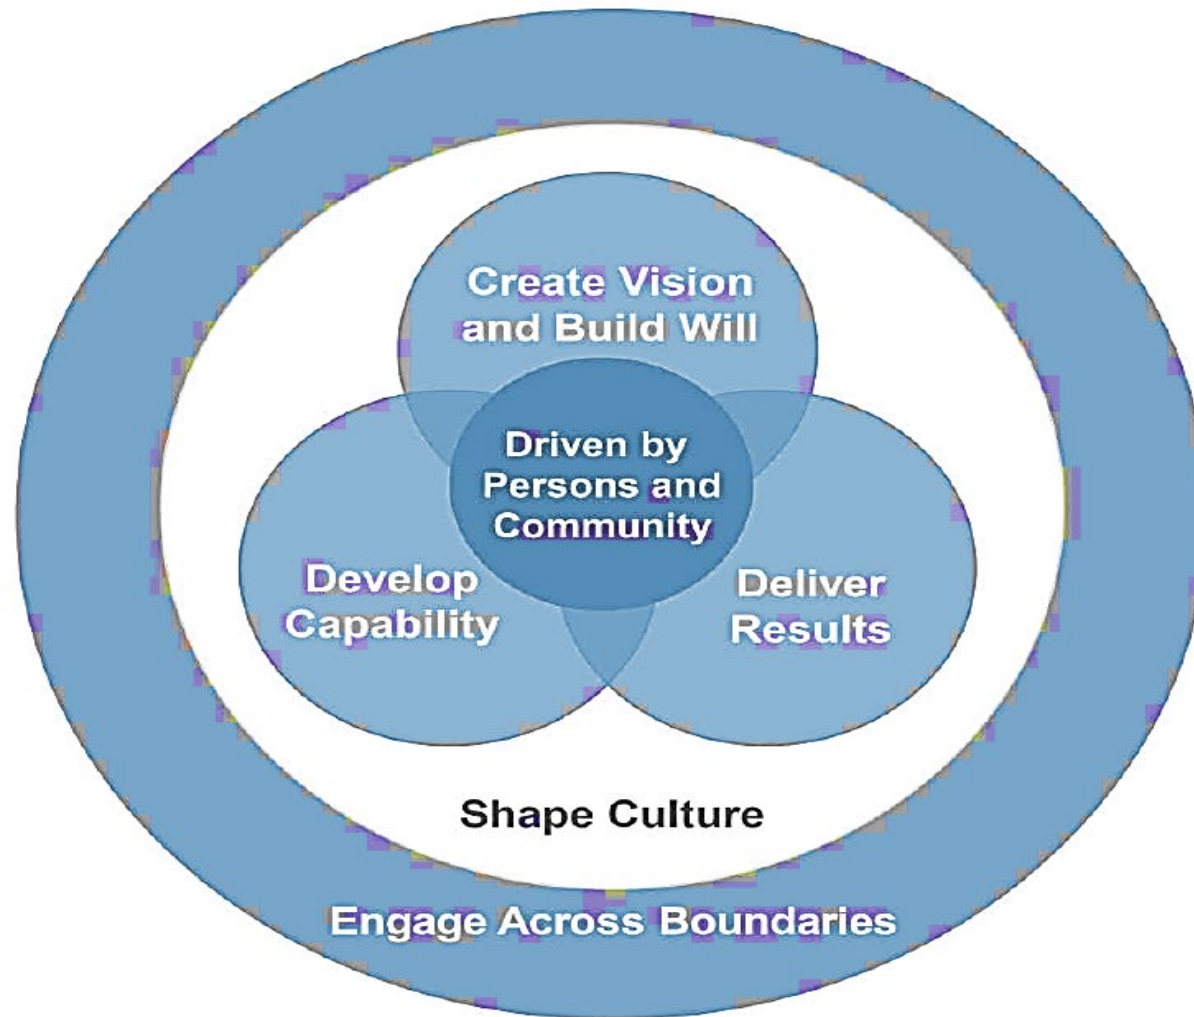 Create Vision
and Build Will
Driven by
Persons and
Community
Develop
Capability
Deliver
Results
Shape Culture
Engage Across Boundaries